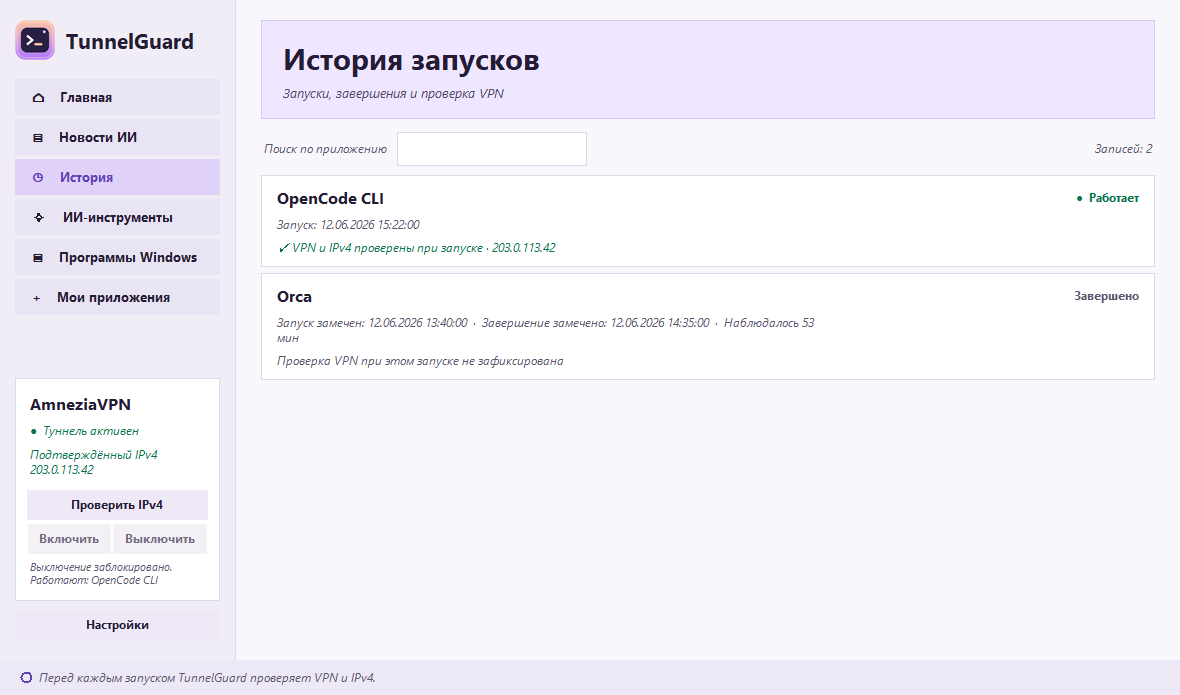 TunnelGuard
Главная
Новости ИИ
История
ИИ-инструменты
Программы Windows
+ Мои приложения
AmneziaVPN
● Туннель активен
Подтверждённый IPv4
203.0.113.42
Проверить IPv4
Включить
Выключить
Выключение заблокировано.
Работают: OpenCode CLI
Настройки
История запусков
Запуски, завершения и проверка VPN
Поиск по приложению
Записей: 2
OpenCode CLI
● Работает
Запуск: 12.06.2026 15:22:00
✓ VPN и IPv4 проверены при запуске · 203.0.113.42
Orca
Завершено
Запуск замечен: 12.06.2026 13:40:00 · Завершение замечено: 12.06.2026 14:35:00 · Наблюдалось 53
мин
Проверка VPN при этом запуске не зафиксирована
Перед каждым запуском TunnelGuard проверяет VPN и IPv4.